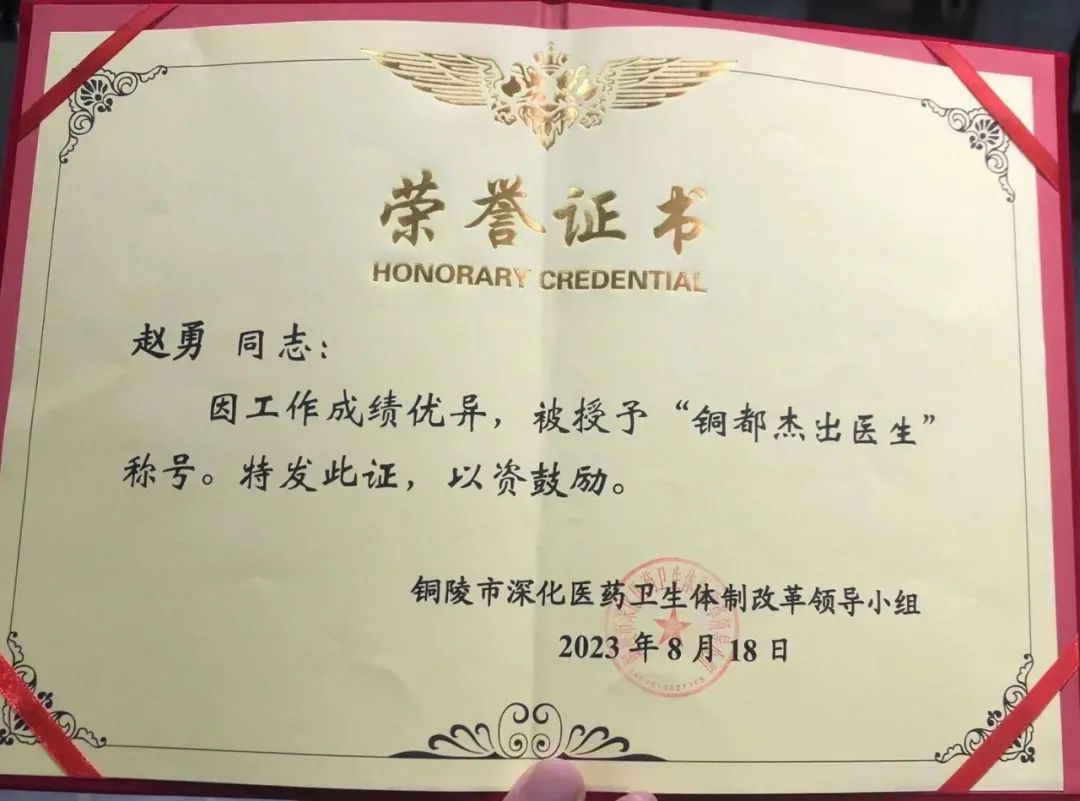 荣誉证书
HONORARY CREDENTIAL
赵勇 同志：
因工作成绩优异，被授予“铜都杰出医生”
称号。特发此证，以资鼓励。
铜陵市深化医药卫生体制改革领导小组
2023年8月18日